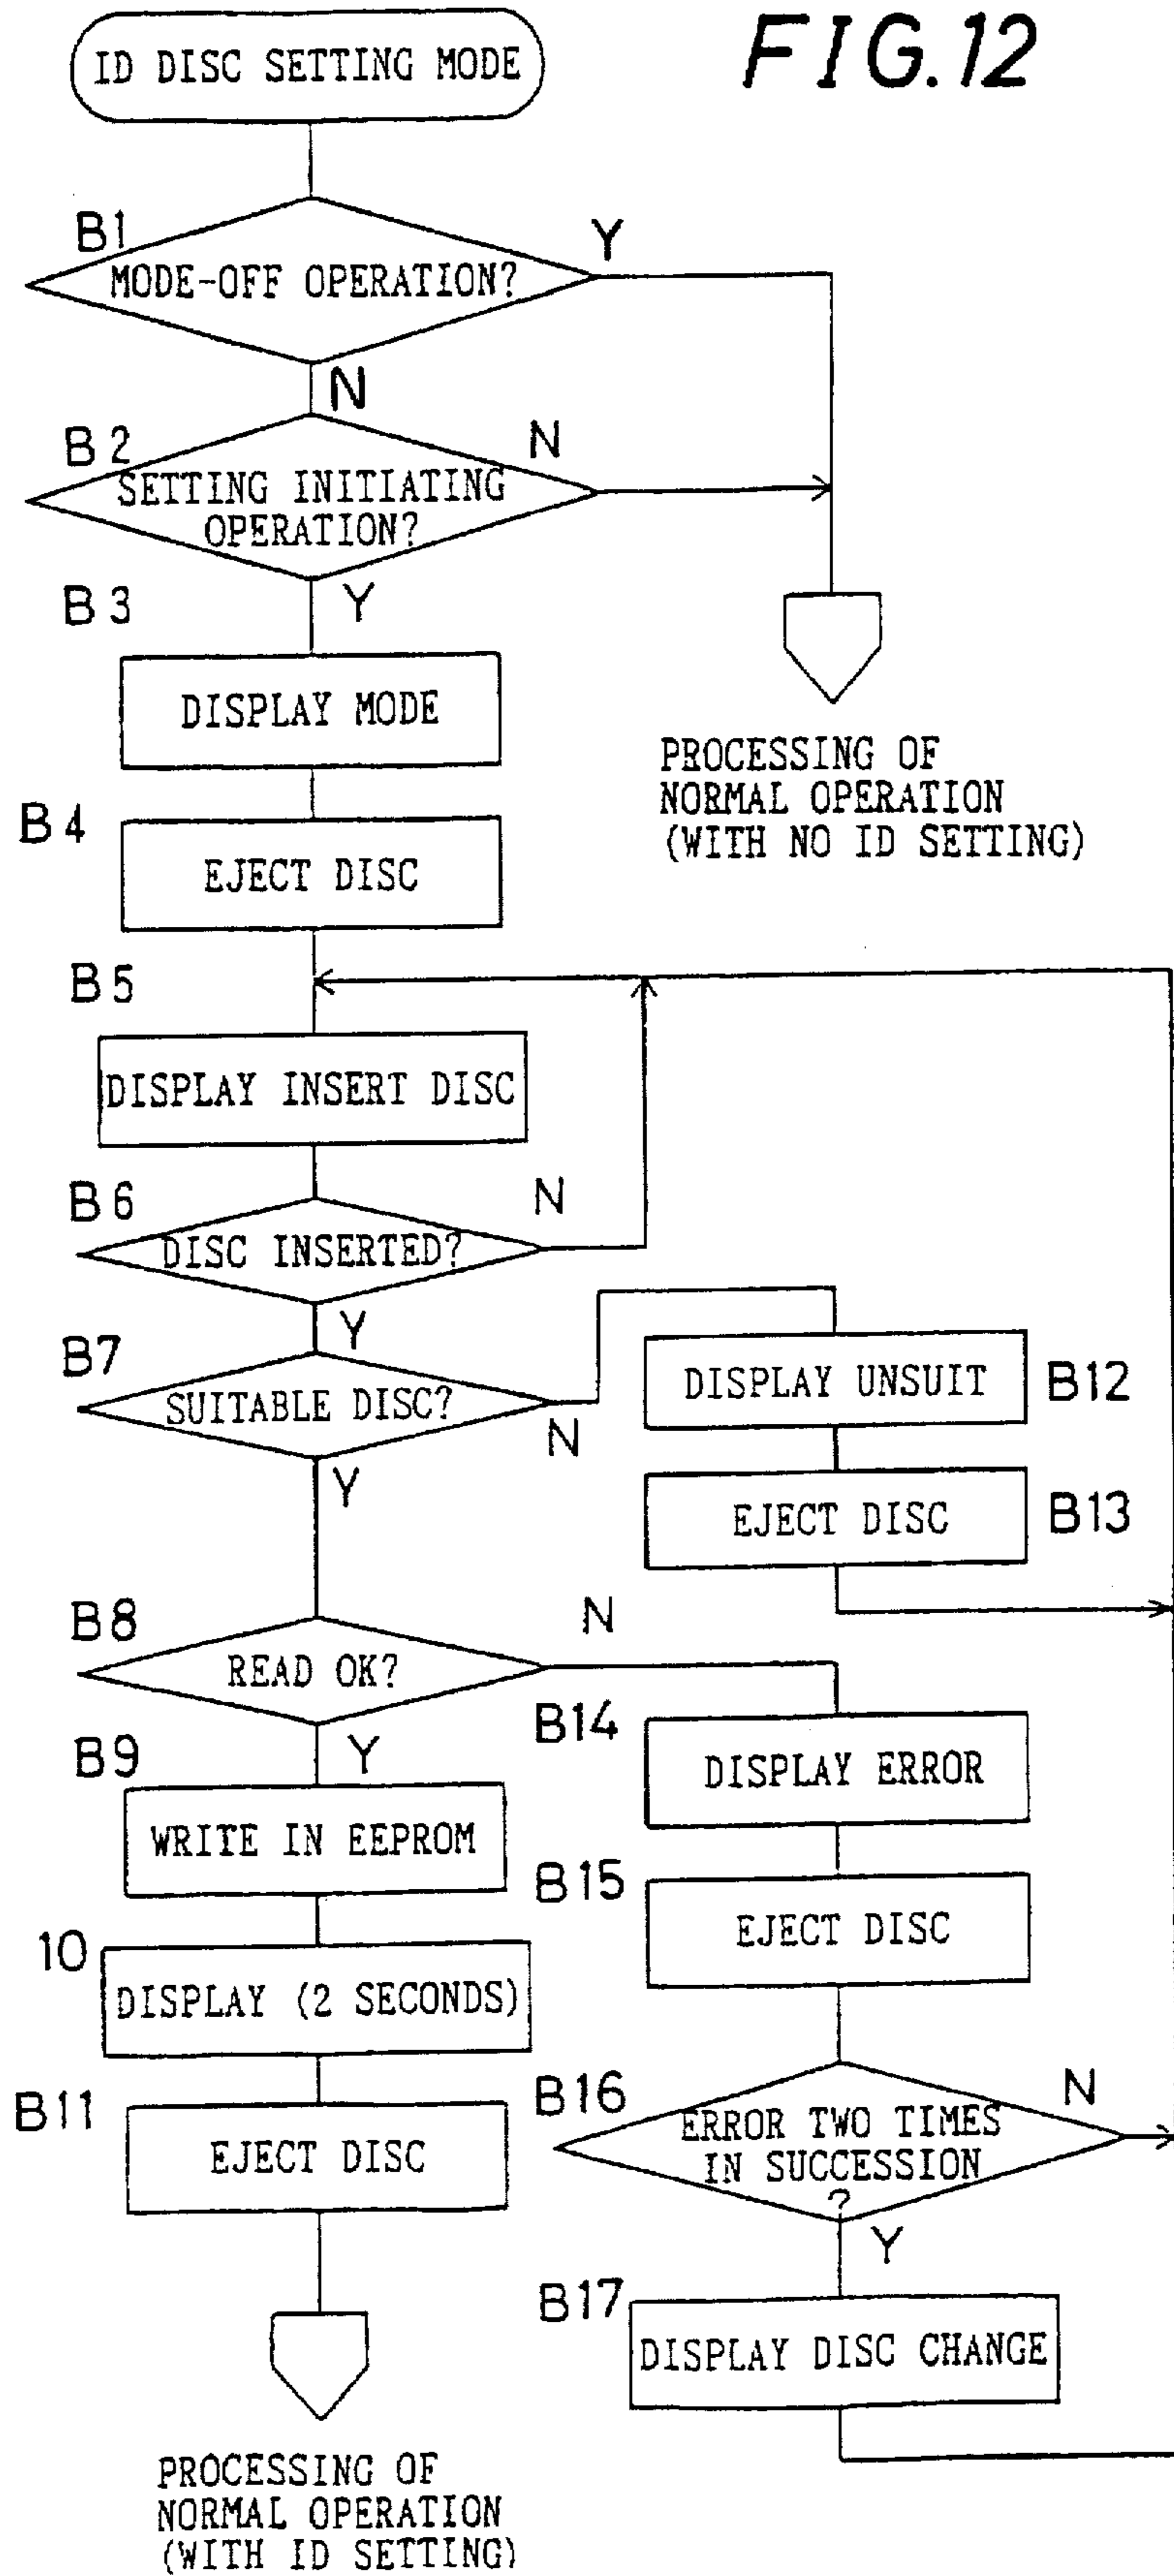 FIG.12
ID DISC SETTING MODE
B1
MODE-OFF OPERATION?
Y
N
B2
SETTING INITIATING
OPERATION?
N
Y
B3
DISPLAY MODE
PROCESSING OF
NORMAL OPERATION
(WITH NO ID SETTING)
B4
EJECT DISC
B5
DISPLAY INSERT DISC
B6
DISC INSERTED?
N
Y
B7
SUITABLE DISC?
N
Y
DISPLAY UNSUIT
B12
EJECT DISC
B13
B8
READ OK?
N
Y
B14
DISPLAY ERROR
B9
WRITE IN EEPROM
B15
EJECT DISC
10
DISPLAY (2 SECONDS)
B11
EJECT DISC
B16
ERROR TWO TIMES
IN SUCCESSION
?
N
Y
B17
DISPLAY DISC CHANGE
PROCESSING OF
NORMAL OPERATION
(WITH ID SETTING)